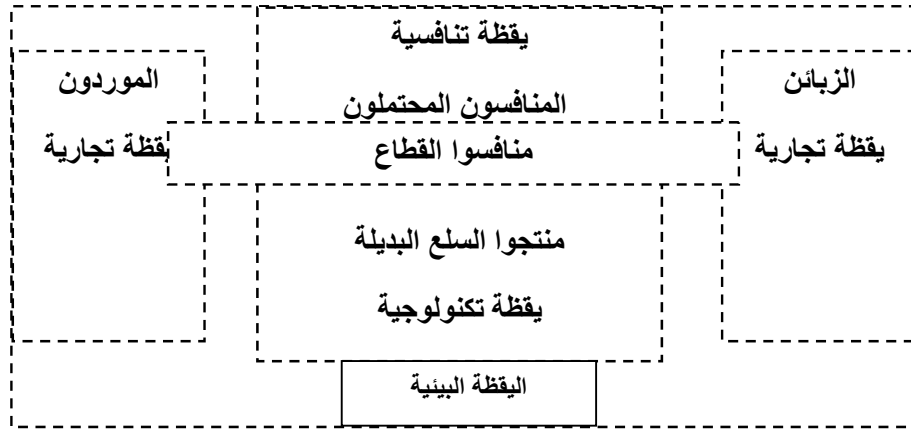 يقظة تنافسية
المنافسون المحتملون
الزبائن
يقظة تجارية
منافسوا القطاع
الموردون
يقظة تجارية
منتجوا السلع البديلة
يقظة تكنولوجية
اليقظة البيئية